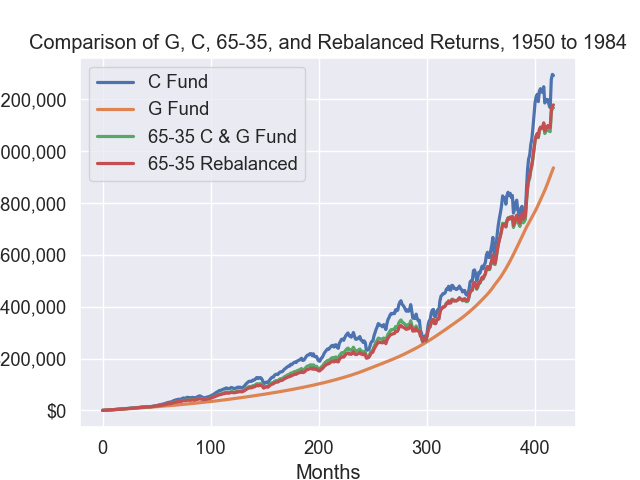 Comparison of G, C, 65-35, and Rebalanced Returns, 1950 to 1984
C Fund
G Fund
65-35 C & G Fund
65-35 Rebalanced
200,000
000,000
800,000
600,000
400,000
200,000
$0
0 100 200 300 400
Months